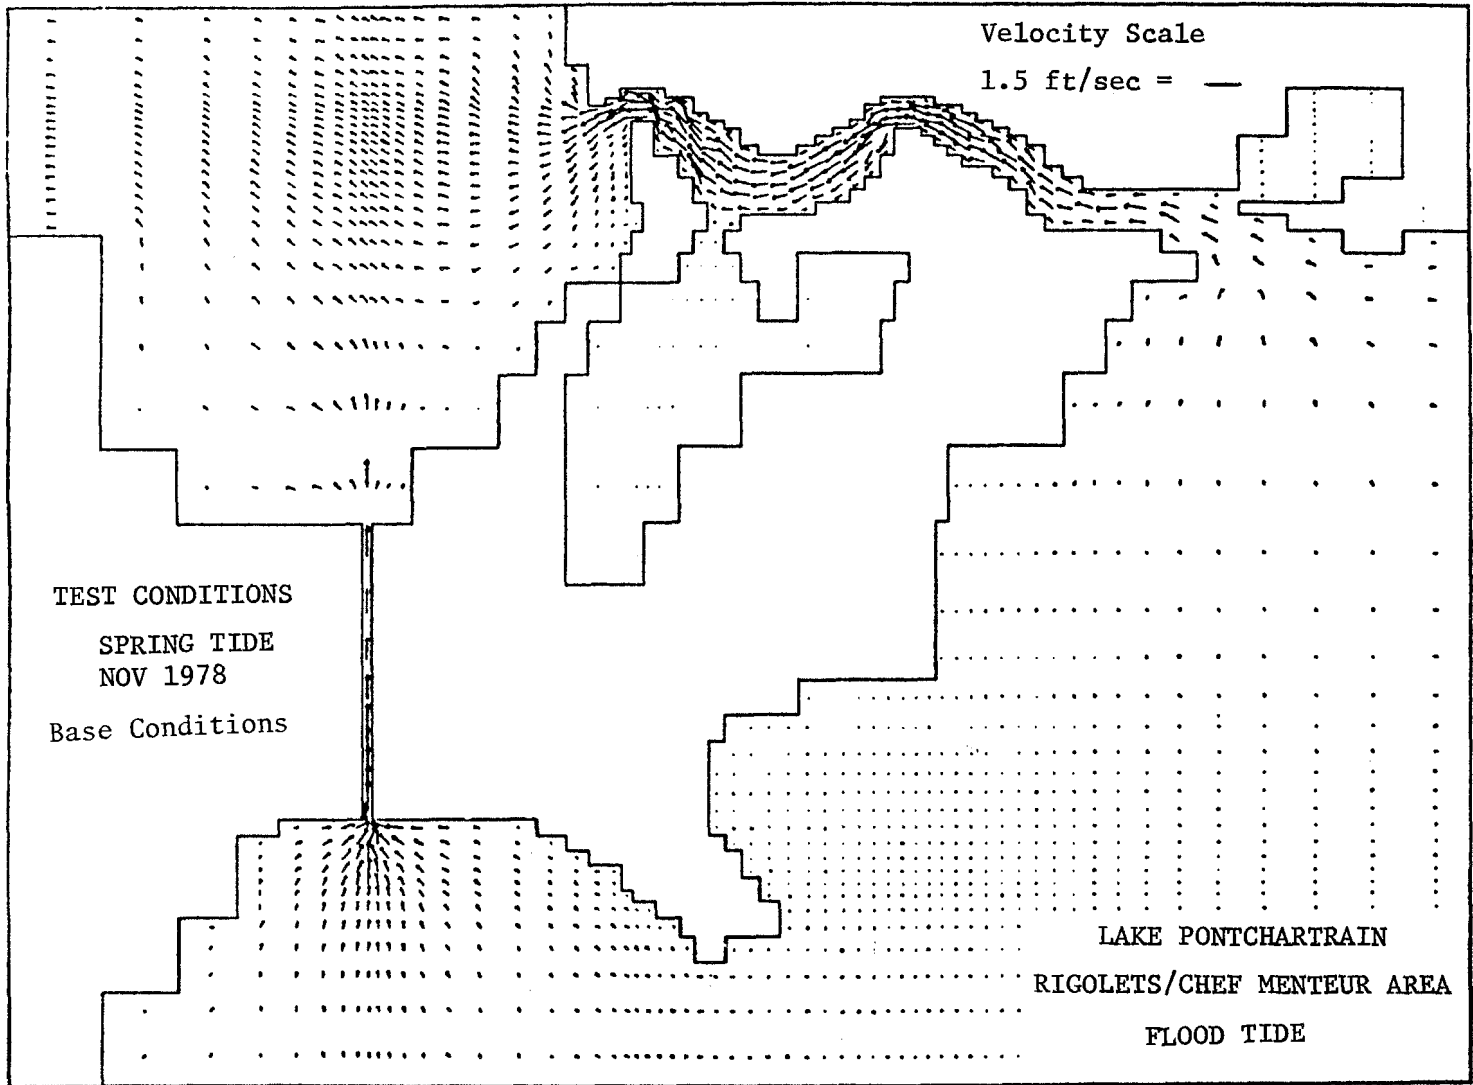 Velocity Scale
1.5 ft/sec =
TEST CONDITIONS
SPRING TIDE
NOV 1978
Base Conditions
LAKE PONTCHARTRAIN
RIGOLETS/CHEF MENTEUR AREA
FLOOD TIDE